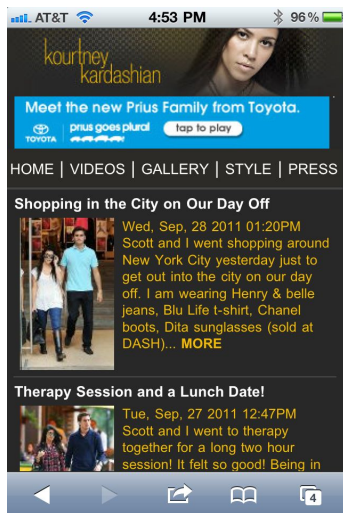 AT&T 4:53 PM 96%
kourtney
kardashian
Meet the new Prius Family from Toyota.
TOYOTA prius goes plural tap to play
HOME | VIDEOS | GALLERY | STYLE | PRESS
Shopping in the City on Our Day Off
Wed, Sep, 28 2011 01:20PM
Scott and I went shopping around
New York City yesterday just to
get out into the city on our day
off. I am wearing Henry & belle
jeans, Blu Life t-shirt, Chanel
boots, Dita sunglasses (sold at
DASH)... MORE
Therapy Session and a Lunch Date!
Tue, Sep, 27 2011 12:47PM
Scott and I went to therapy
together for a long two hour
session! It felt so good! Being in
4